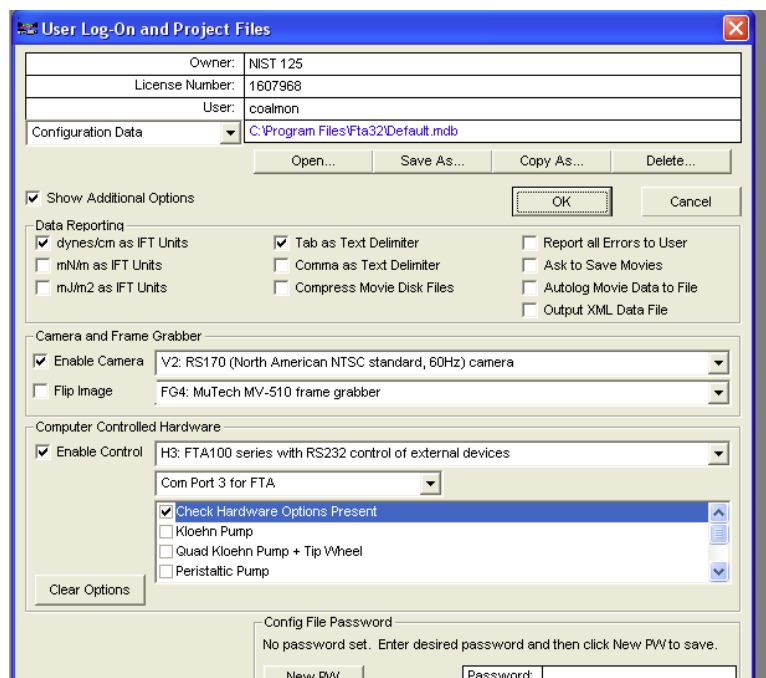 User Log-On and Project Files
Owner: NIST 125
License Number: 1607968
User: coalmon
Configuration Data C:\Program Files\Fta32\Default.mdb
Open... Save As... Copy As... Delete...
Show Additional Options OK Cancel
Data Reporting
dynes/cm as IFT Units Tab as Text Delimiter Report all Errors to User
mN/m as IFT Units Comma as Text Delimiter Ask to Save Movies
mJ/m2 as IFT Units Compress Movie Disk Files Autolog Movie Data to File
Output XML Data File
Camera and Frame Grabber
Enable Camera V2: RS170 (North American NTSC standard, 60Hz) camera
Flip Image FG4: MuTech MV-510 frame grabber
Computer Controlled Hardware
Enable Control H3: FTA100 series with RS232 control of external devices
Com Port 3 for FTA
Check Hardware Options Present
Kloehn Pump
Quad Kloehn Pump + Tip Wheel
Peristaltic Pump
Clear Options
Config File Password
No password set. Enter desired password and then click New PW to save.
New PW Password: